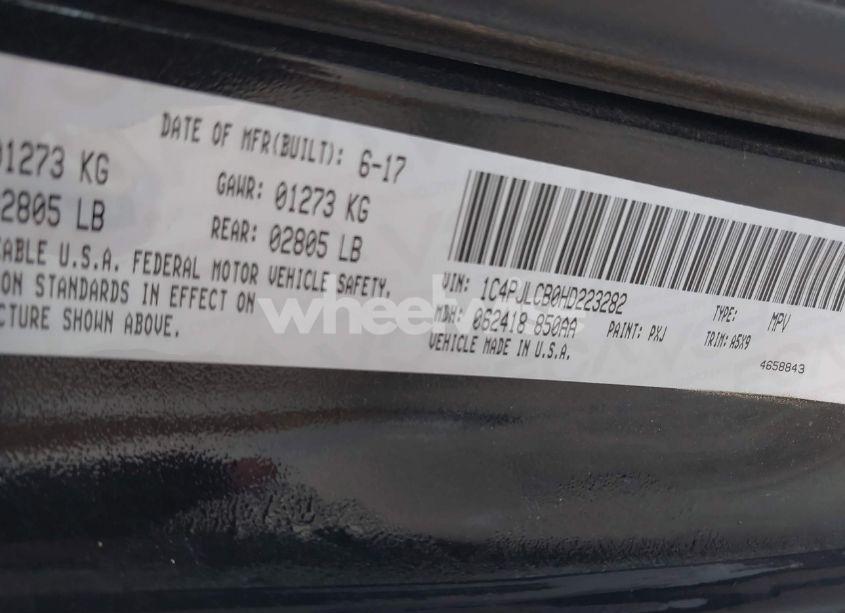 DATE OF MFR(BUILT): 6-17
01273 KG GAWR: 01273 KG
2805 LB REAR: 02805 LB
CABLE U.S.A. FEDERAL MOTOR VEHICLE SAFETY.
ON STANDARDS IN EFFECT ON
CTURE SHOWN ABOVE.
VIN: 1C4PJLCB0HD223282 TYPE: MPV
MDH: 062418 850AA PAINT: PXJ TRIM: A5X9
VEHICLE MADE IN U.S.A. 4658843